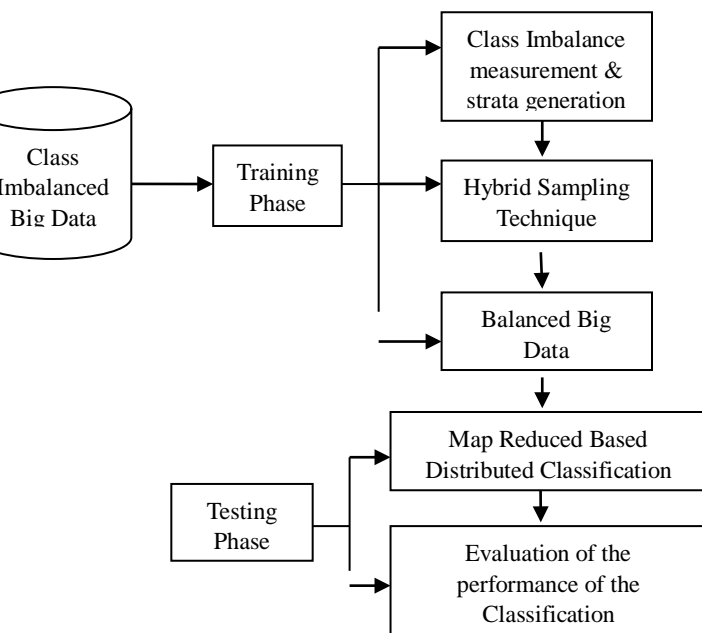 Class Imbalance
measurement &
strata generation
Class
Imbalanced
Big Data
Training
Phase
Hybrid Sampling
Technique
Balanced Big
Data
Map Reduced Based
Distributed Classification
Testing
Phase
Evaluation of the
performance of the
Classification